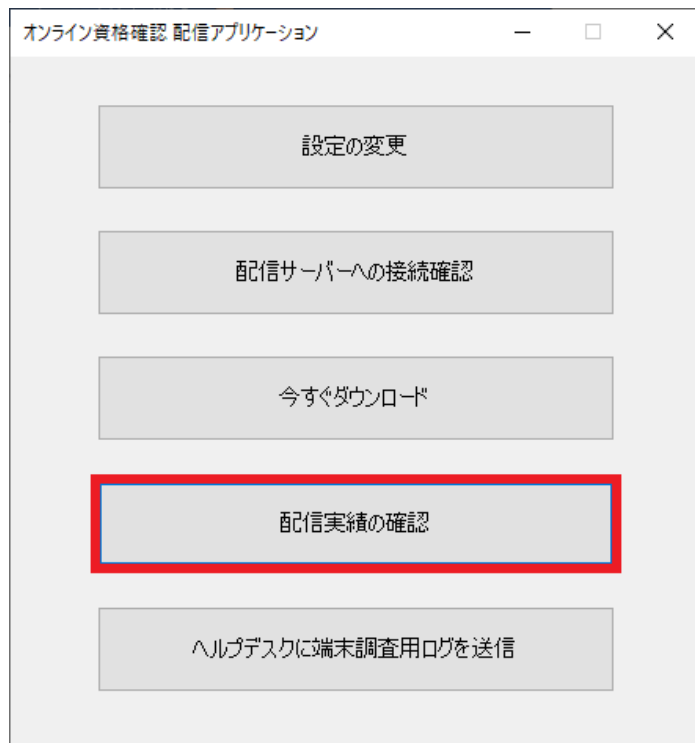 オンライン資格確認 配信アプリケーション
設定の変更
配信サーバーへの接続確認
今すぐダウンロード
配信実績の確認
ヘルプデスクに端末調査用ログを送信